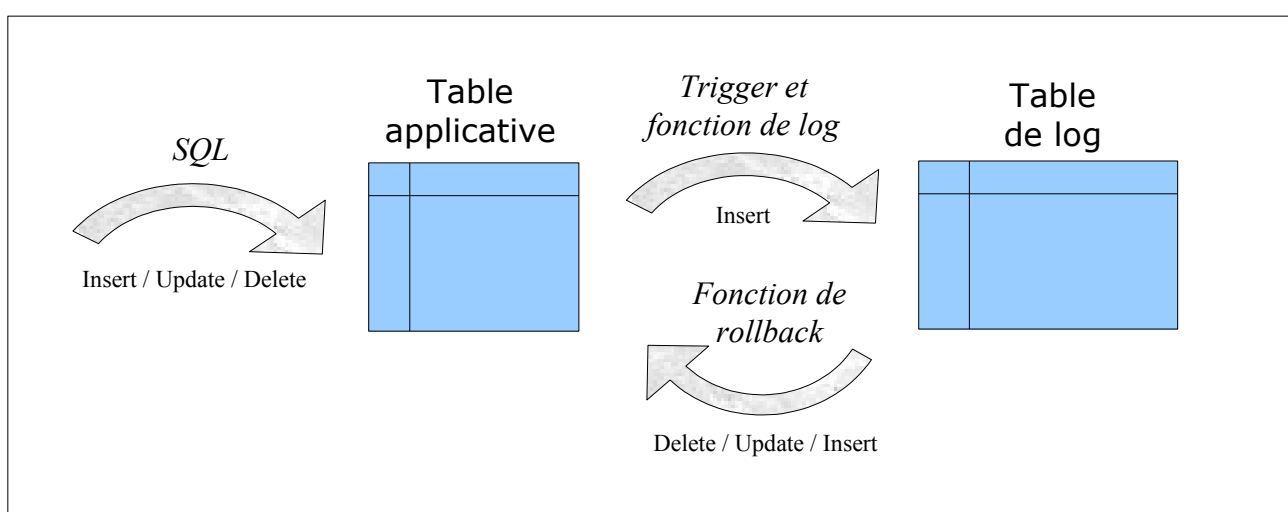 SQL
Insert / Update / Delete
Table
applicative
Trigger et
fonction de log
Insert
Fonction de
rollback
Delete / Update / Insert
Table
de log